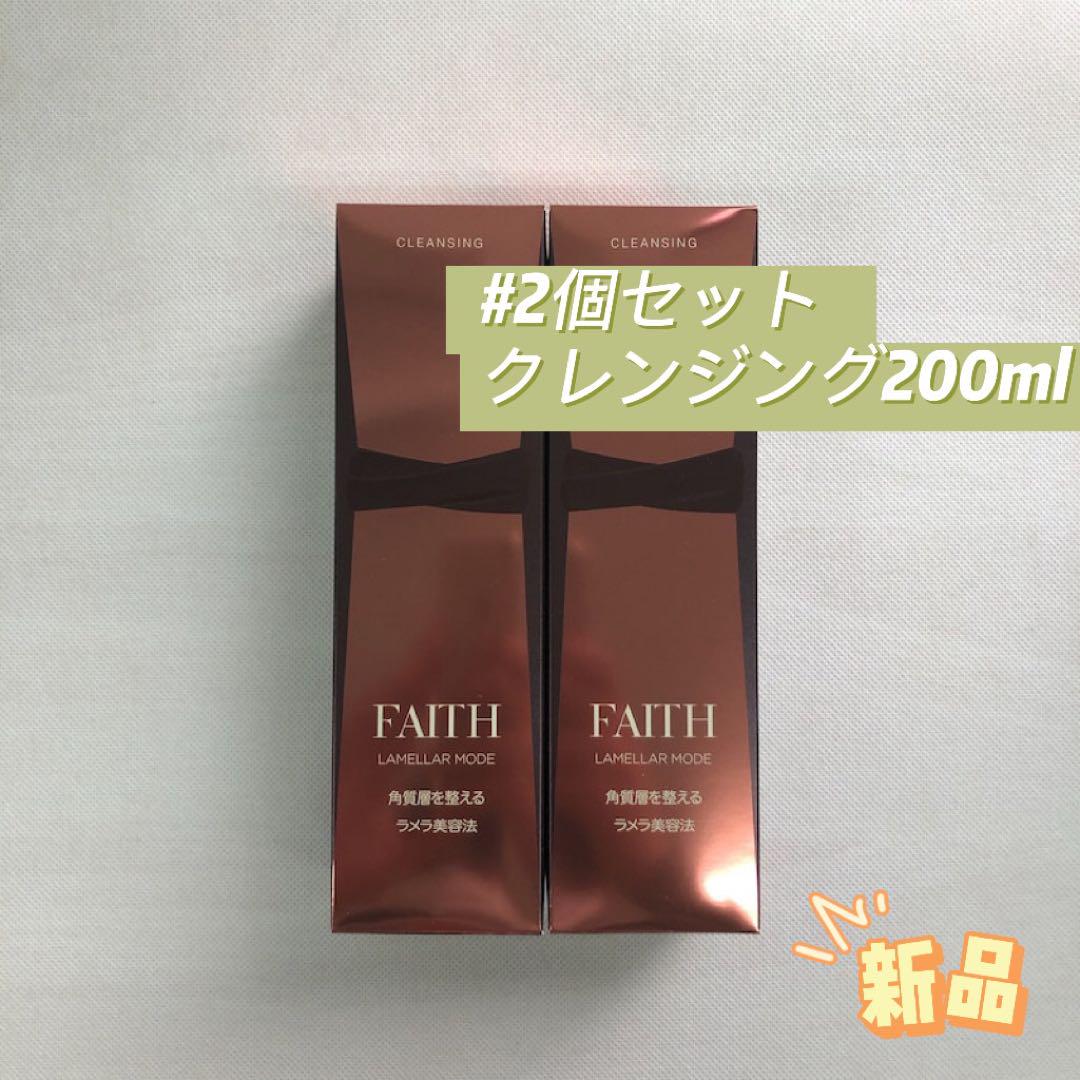 CLEANSING
CLEANSING
#2個セット
クレンジング200ml
FAITH
LAMELLAR MODE
角質層を整える
ラメラ美容法
FAITH
LAMELLAR MODE
角質層を整える
ラメラ美容法
新品